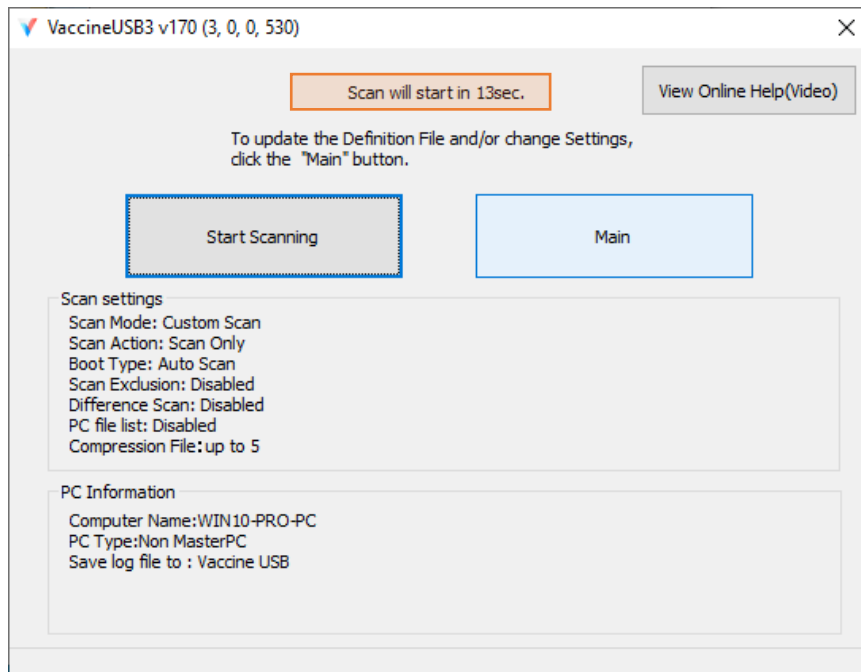 VaccineUSB3 v170 (3, 0, 0, 530)
Scan will start in 13sec.
View Online Help(Video)
To update the Definition File and/or change Settings,
click the "Main" button.
Start Scanning
Main
Scan settings
Scan Mode: Custom Scan
Scan Action: Scan Only
Boot Type: Auto Scan
Scan Exclusion: Disabled
Difference Scan: Disabled
PC file list: Disabled
Compression File:up to 5
PC Information
Computer Name:WIN10-PRO-PC
PC Type:Non MasterPC
Save log file to : Vaccine USB